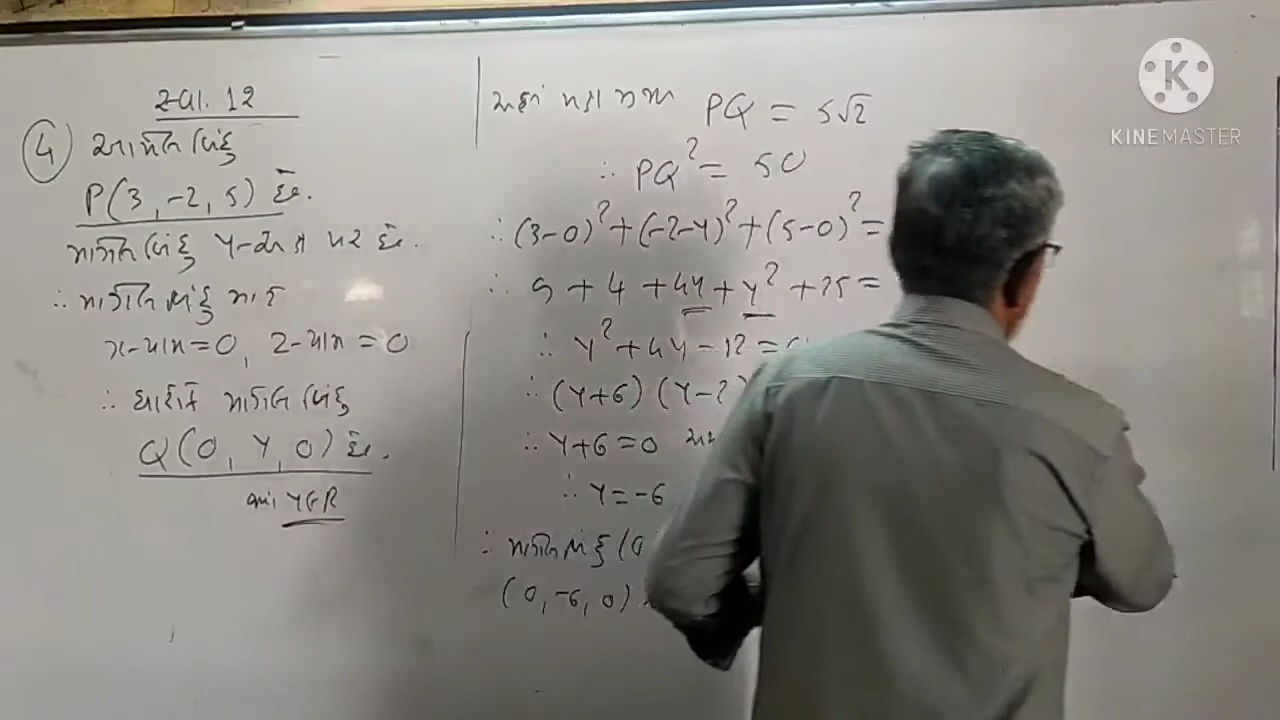 સ્વા. 12
④ આપેલ બિંદુ
P(3, -2, 5) છે.
માંગેલ બિંદુ Y-અક્ષ પર છે.
∴ માંગેલ બિંદુ માટે
x-યામ = 0, Z-યામ = 0
∴ ધારો કે માંગેલ બિંદુ
Q(0, Y, 0) છે.
જ્યાં Y∈R
PQ = 5√2
∴ PQ² = 50
∴ (3-0)² + (-2-Y)² + (5-0)² =
∴ 9 + 4 + 4Y + Y² + 25 =
∴ Y² + 4Y - 12 =
∴ (Y+6) (Y-2
∴ Y+6 = 0
∴ Y = -6
∴ માંગેલ બિંદુ (0
(0, -6, 0)
KINEMASTER